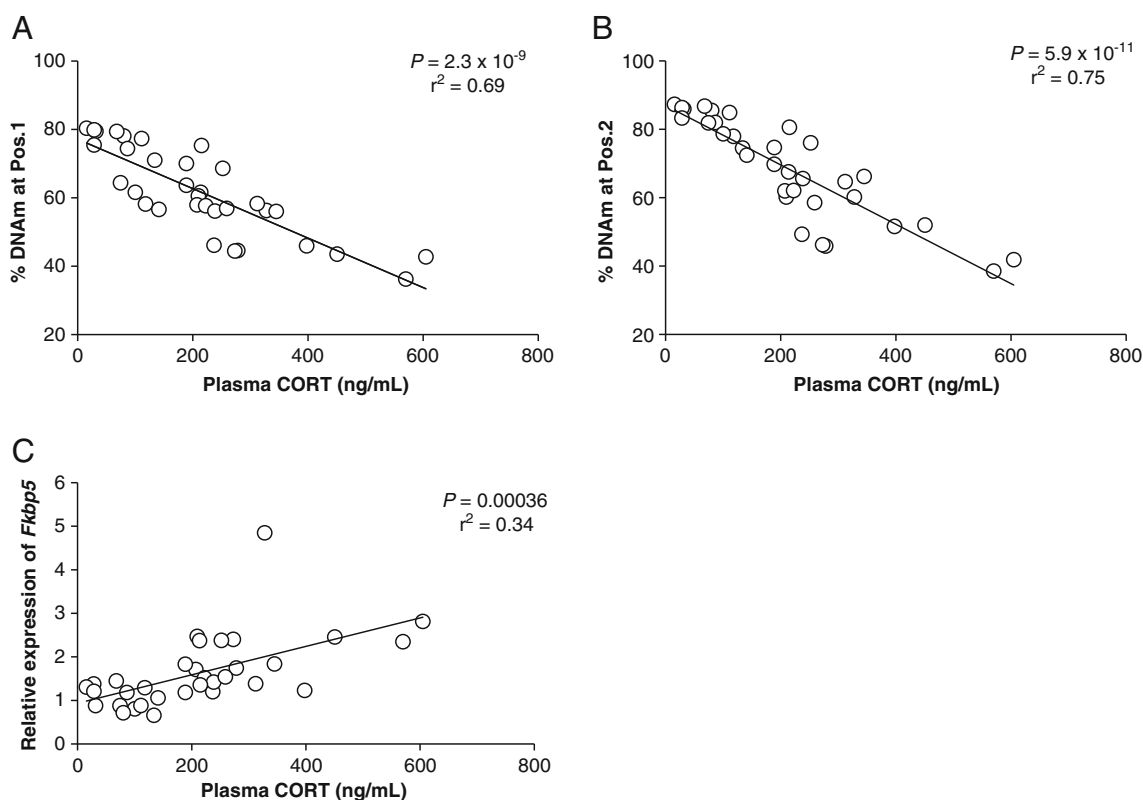 A
P = 2.3 x 10⁻⁹
r² = 0.69
100
80
60
40
20
% DNAm at Pos.1
0 200 400 600 800
Plasma CORT (ng/mL)
B
P = 5.9 x 10⁻¹¹
r² = 0.75
100
80
60
40
20
% DNAm at Pos.2
0 200 400 600 800
Plasma CORT (ng/mL)
C
P = 0.00036
r² = 0.34
6
5
4
3
2
1
0
Relative expression of Fkbp5
0 200 400 600 800
Plasma CORT (ng/mL)